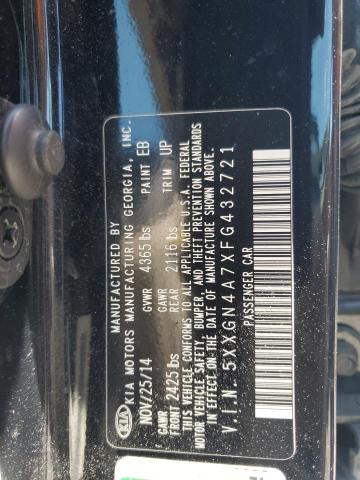 MANUFACTURED BY
KIA KIA MOTORS MANUFACTURING GEORGIA, INC.
NOV/25/14 GVWR 4365 lbs PAINT EB
GAWR FRONT 2425 lbs GAWR REAR 2116 lbs TRIM UP
THIS VEHICLE CONFORMS TO ALL APPLICABLE U.S.A. FEDERAL
MOTOR VEHICLE SAFETY, BUMPER, AND THEFT PREVENTION STANDARDS
IN EFFECT ON THE DATE OF MANUFACTURE SHOWN ABOVE.
V I N : 5XXGN4A7XFG432721
PASSENGER CAR